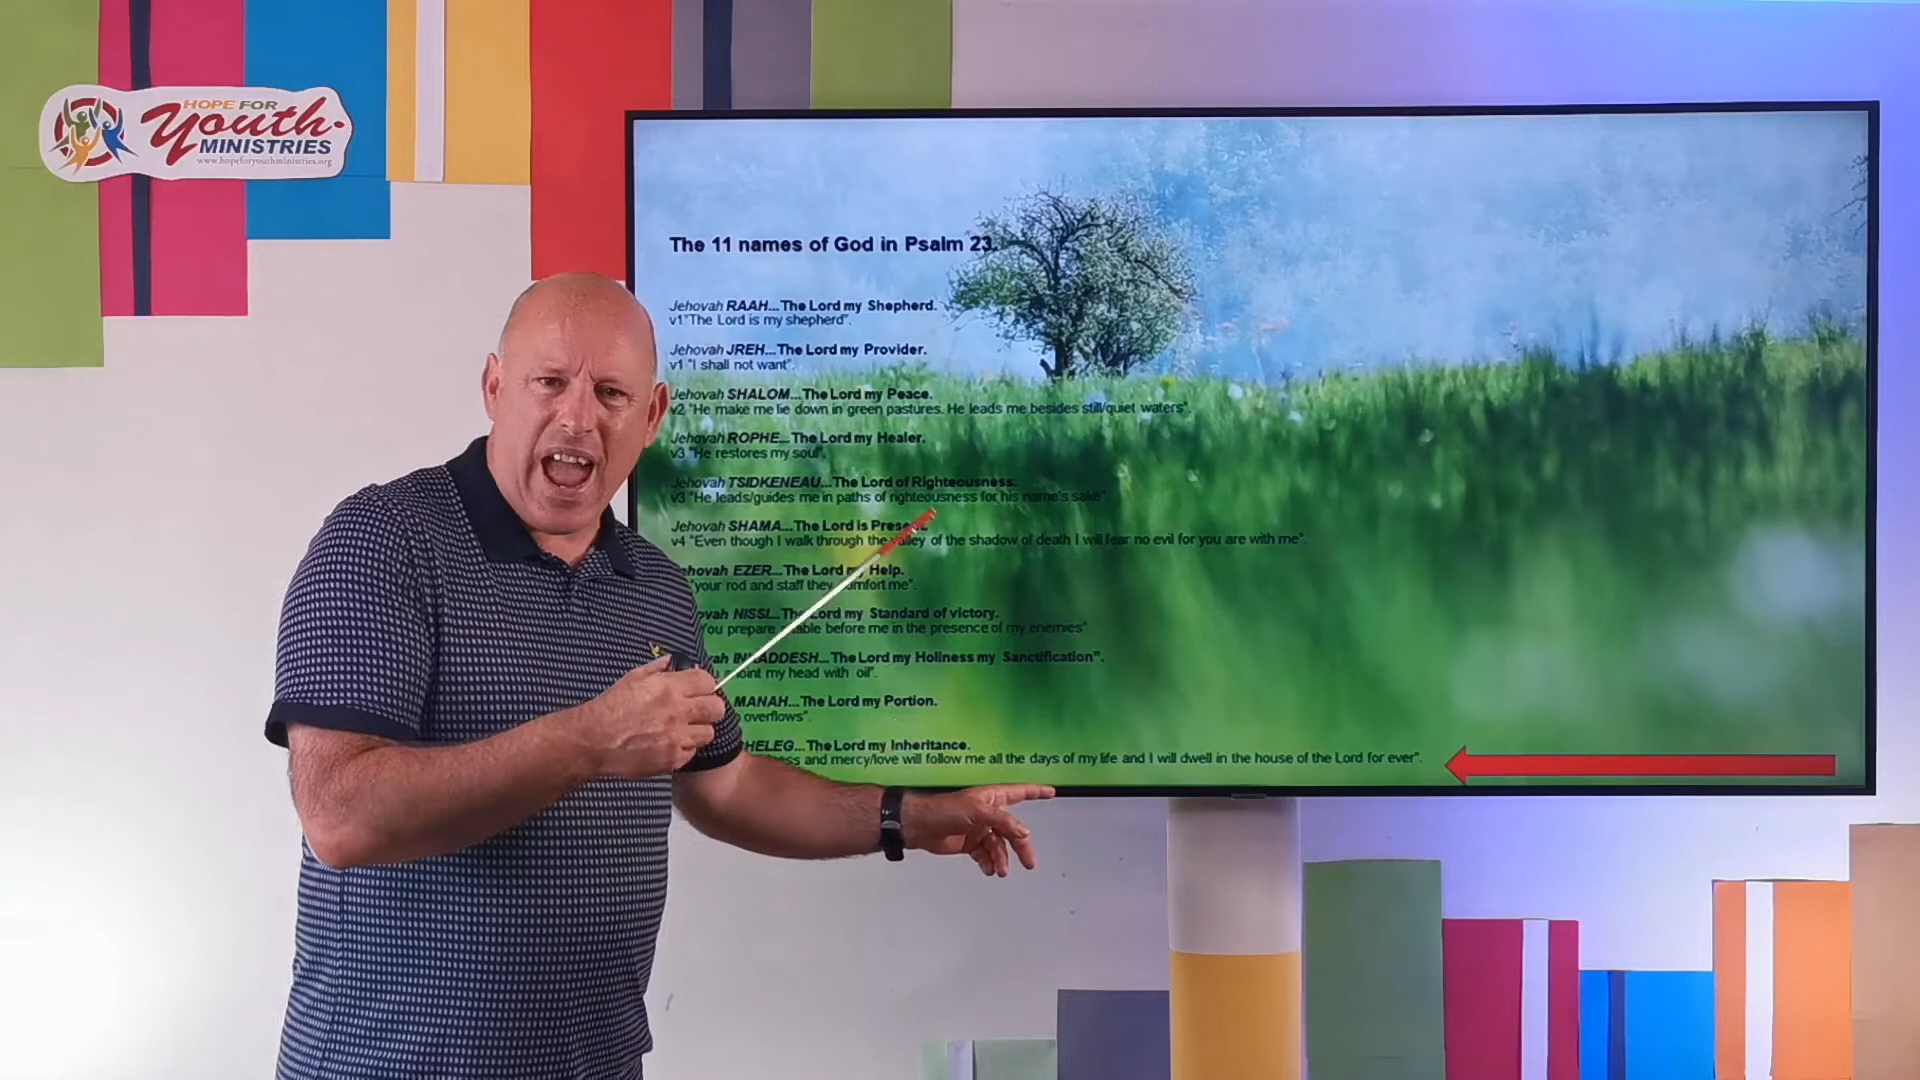 HOPE FOR
Youth
MINISTRIES
www.hopeforyouthministries.org
The 11 names of God in Psalm 23.
Jehovah RAAH...The Lord my Shepherd.
v1"The Lord is my shepherd".
Jehovah JREH...The Lord my Provider.
v1 "I shall not want".
Jehovah SHALOM...The Lord my Peace.
v2 "He make me lie down in green pastures. He leads me besides still/quiet waters".
Jehovah ROPHE...The Lord my Healer.
v3 "He restores my soul".
Jehovah TSIDKENEAU...The Lord of Righteousness.
v3 "He leads/guides me in paths of righteousness for his name's sake"
Jehovah SHAMA...The Lord is
v4 "Even though I walk through the valley of the shadow of death I will fear no evil for you are with me".
EZER...The Lord my Help.
"your rod and staff they comfort me".
NISSI...The Lord my Standard of victory.
You prepare table before me in the presence of my enemies"
The Lord my Holiness my Sanctification".
my head with oil".
MANAH...The Lord my Portion.
overflows".
The Lord my Inheritance.
and mercy/love will follow me all the days of my life and I will dwell in the house of the Lord for ever".